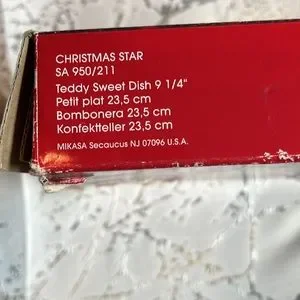 CHRISTMAS STAR
SA 950/211
Teddy Sweet Dish 9 1/4"
Petit plat 23,5 cm
Bombonera 23,5 cm
Konfektteller 23,5 cm
MIKASA Secaucus NJ 07096 U.S.A.